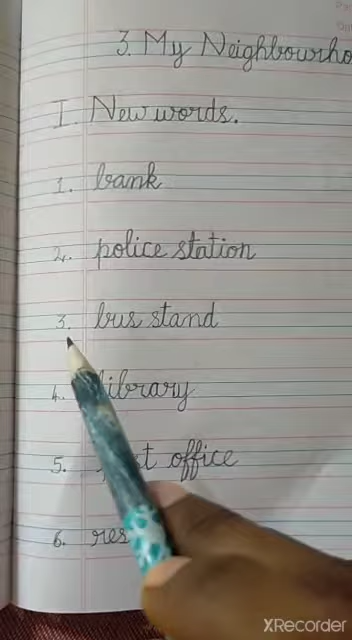 3. My Neighbourho
I. New words.
1. bank
2. police station
3. bus stand
4. library
5. office
6. res
XRecorder